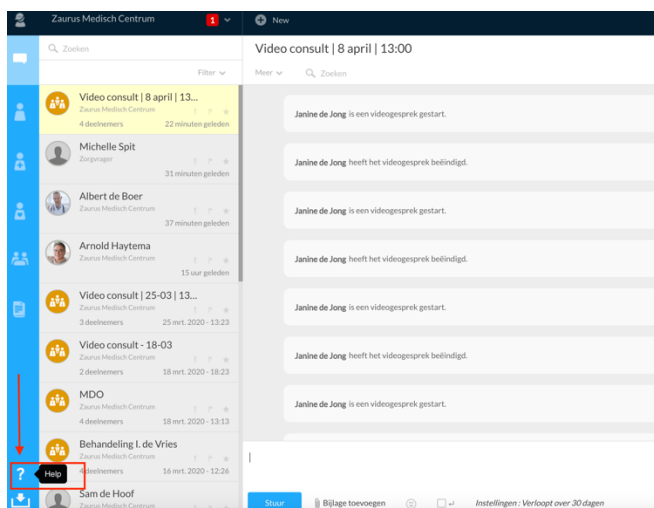 Zaurus Medisch Centrum
1
New
Zoeken
Filter
Video consult | 8 april | 13...
Zaurus Medisch Centrum
4 deelnemers 22 minuten geleden
Michelle Spit
Zorgvrager
31 minuten geleden
Albert de Boer
Zaurus Medisch Centrum
37 minuten geleden
Arnold Haytema
Zaurus Medisch Centrum
15 uur geleden
Video consult | 25-03 | 13...
Zaurus Medisch Centrum
3 deelnemers 25 mrt. 2020 - 13:23
Video consult - 18-03
Zaurus Medisch Centrum
2 deelnemers 18 mrt. 2020 - 18:23
MDO
Zaurus Medisch Centrum
4 deelnemers 18 mrt. 2020 - 13:13
Behandeling I. de Vries
Zaurus Medisch Centrum
4 deelnemers 16 mrt. 2020 - 12:26
? Help
Sam de Hoof
Zaurus Medisch Centrum
Video consult | 8 april | 13:00
Meer
Zoeken
Janine de Jong is een videogesprek gestart.
Janine de Jong heeft het videogesprek beëindigd.
Janine de Jong is een videogesprek gestart.
Janine de Jong heeft het videogesprek beëindigd.
Janine de Jong is een videogesprek gestart.
Janine de Jong heeft het videogesprek beëindigd.
Janine de Jong is een videogesprek gestart.
Stuur Bijlage toevoegen Instellingen : Verloopt over 30 dagen